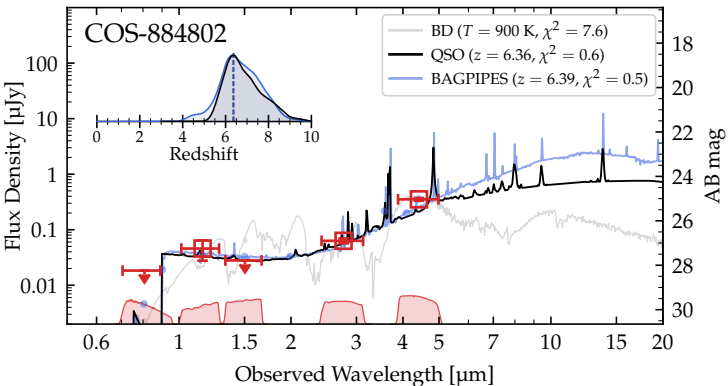 COS-884802
BD (T = 900 K, χ² = 7.6)
QSO (z = 6.36, χ² = 0.6)
BAGPIPES (z = 6.39, χ² = 0.5)
0 2 4 6 8 10
Redshift
Flux Density [μJy]
100
10
1
0.1
0.01
18
20
22
24
26
28
30
AB mag
0.6 1 1.5 2 3 4 5 6 7 8 10 15 20
Observed Wavelength [μm]